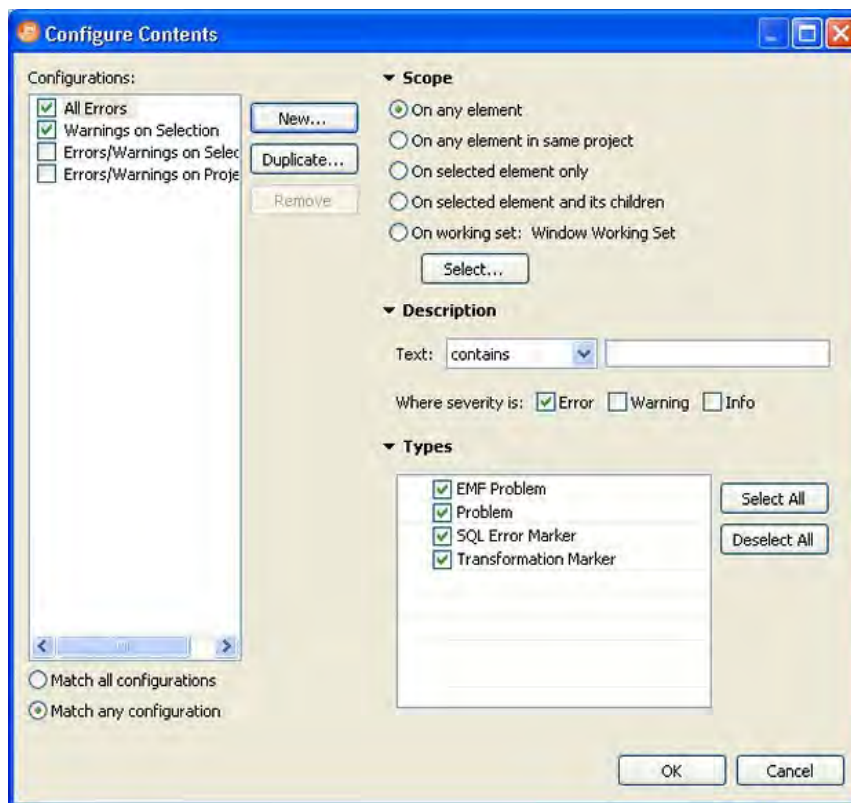 Configure Contents
Configurations:
All Errors
Warnings on Selection
Errors/Warnings on Selec
Errors/Warnings on Proje
New...
Duplicate...
Remove
Match all configurations
Match any configuration
Scope
On any element
On any element in same project
On selected element only
On selected element and its children
On working set: Window Working Set
Select...
Description
Text: contains
Where severity is: Error Warning Info
Types
EMF Problem
Problem
SQL Error Marker
Transformation Marker
Select All
Deselect All
OK Cancel